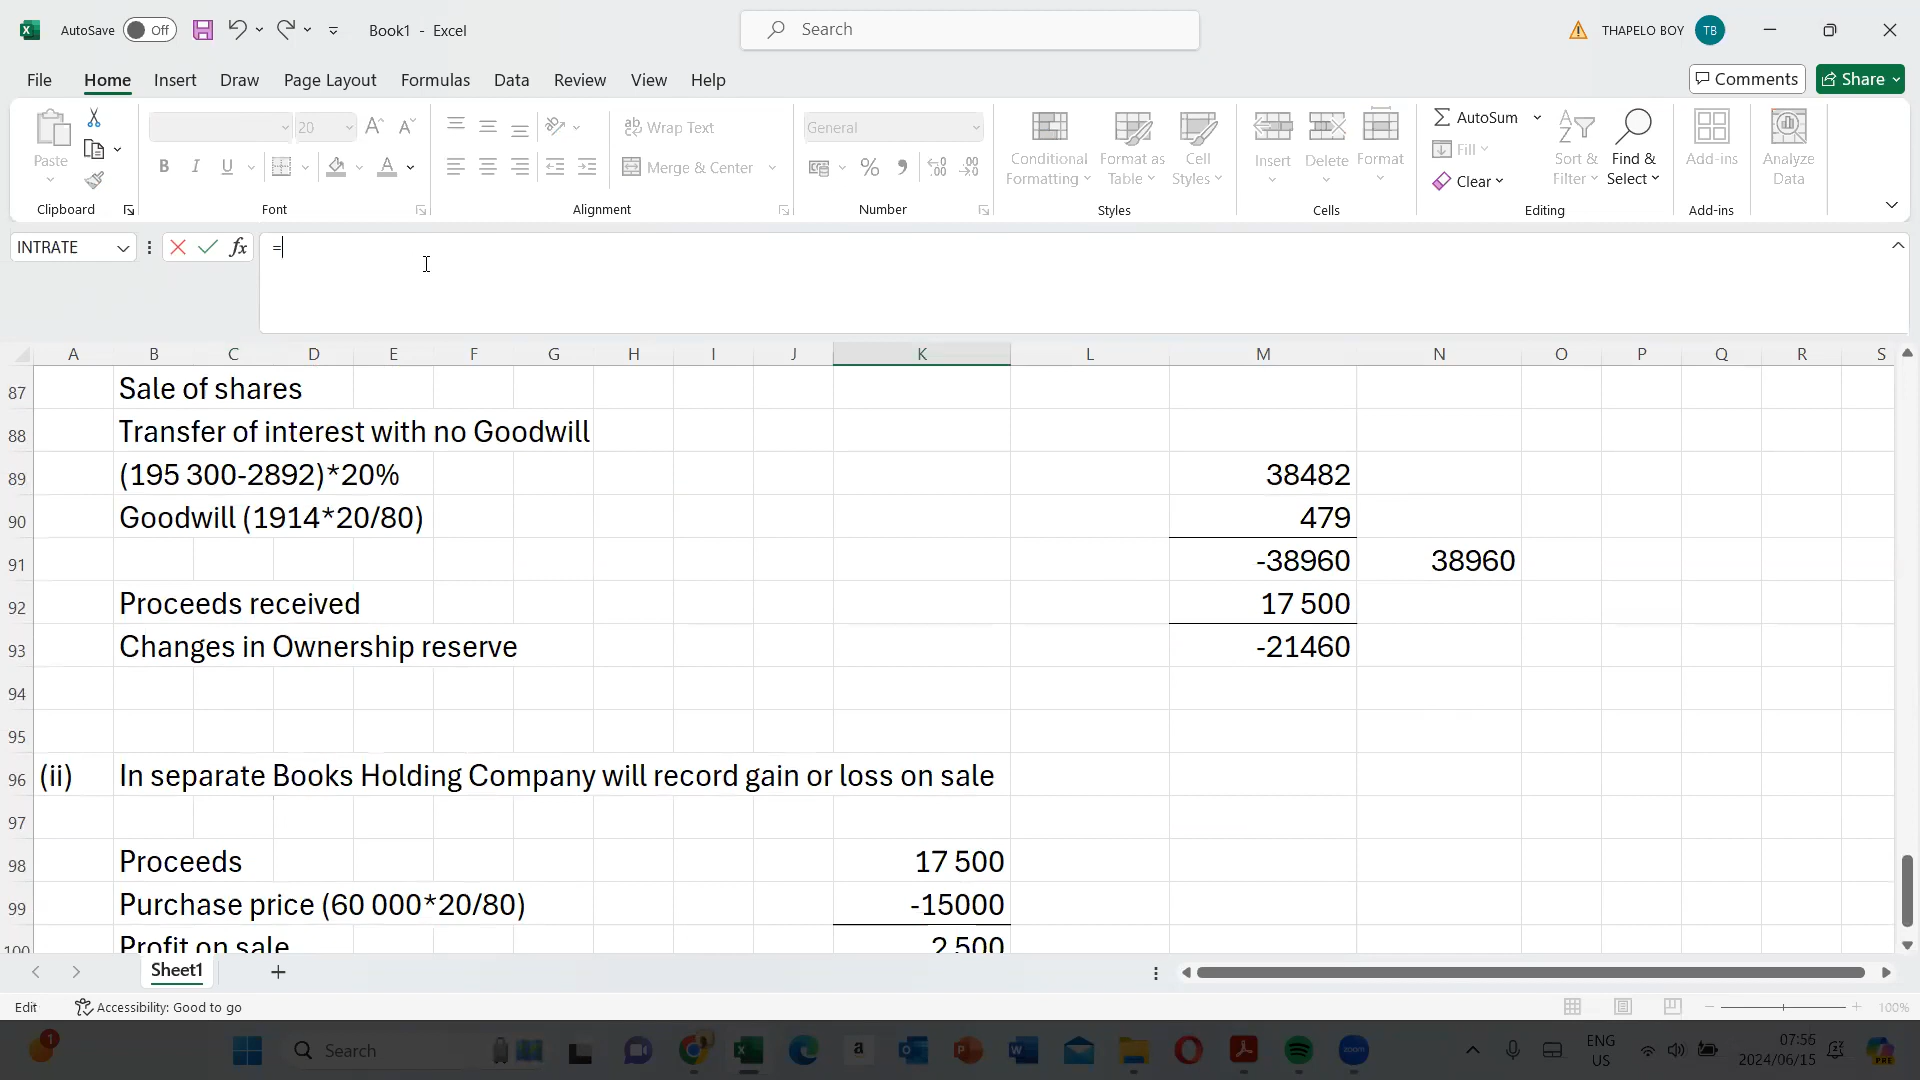 AutoSave Off Book1 - Excel Search THAPELO BOY TB
File Home Insert Draw Page Layout Formulas Data Review View Help Comments Share
Paste 20 Wrap Text General AutoSum
Merge & Center Conditional Formatting Format as Table Cell Styles Insert Delete Format Fill Clear Sort & Filter Find & Select Add-ins Analyze Data
Clipboard Font Alignment Number Styles Cells Editing Add-ins
INTRATE fx =
A B C D E F G H I J K L M N O P Q R S
87 Sale of shares
88 Transfer of interest with no Goodwill
89 (195 300-2892)*20% 38482
90 Goodwill (1914*20/80) 479
91 -38960 38960
92 Proceeds received 17 500
93 Changes in Ownership reserve -21460
94
95
96 (ii) In separate Books Holding Company will record gain or loss on sale
97
98 Proceeds 17 500
99 Purchase price (60 000*20/80) -15000
100 Profit on sale 2 500
Sheet1
Edit Accessibility: Good to go 100%
1 Search ENG US 07:56 2024/06/15